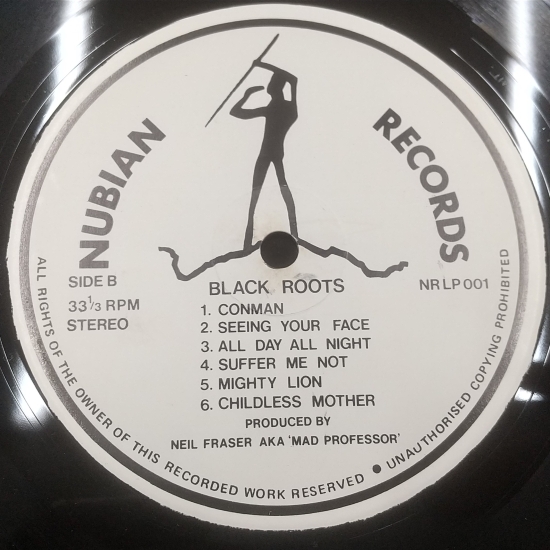 NUBIAN RECORDS
SIDE B
33⅓ RPM
STEREO
NR LP 001
BLACK ROOTS
1. CONMAN
2. SEEING YOUR FACE
3. ALL DAY ALL NIGHT
4. SUFFER ME NOT
5. MIGHTY LION
6. CHILDLESS MOTHER
PRODUCED BY
NEIL FRASER AKA 'MAD PROFESSOR'
ALL RIGHTS OF THE OWNER OF THIS RECORDED WORK RESERVED ● UNAUTHORISED COPYING PROHIBITED